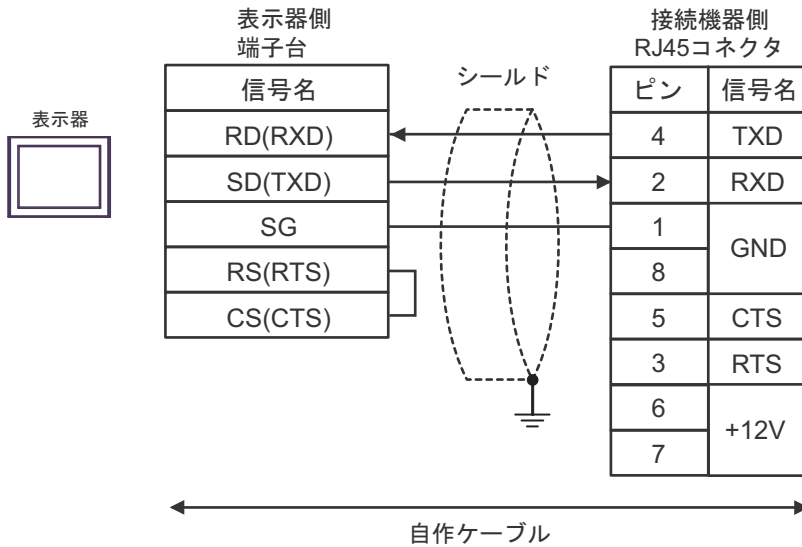 表示器側
端子台
接続機器側
RJ45コネクタ
シールド
表示器
信号名
RD(RXD)
SD(TXD)
SG
RS(RTS)
CS(CTS)
ピン 信号名
4 TXD
2 RXD
1
GND
8
5 CTS
3 RTS
6
+12V
7
自作ケーブル